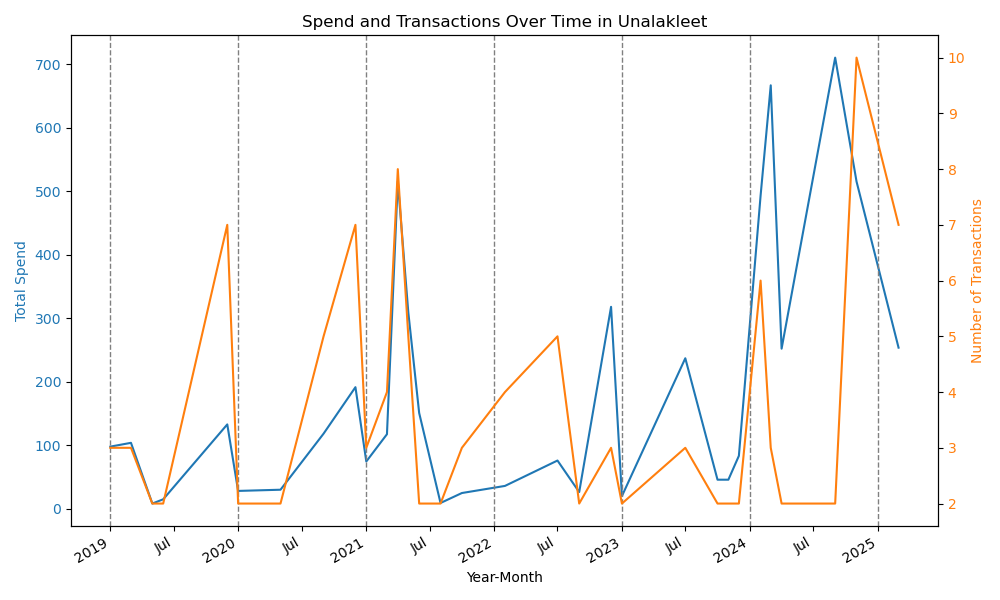 Spend and Transactions Over Time in Unalakleet
Total Spend
700
600
500
400
300
200
100
0
10
9
8
7
6
5
4
3
2
Number of Transactions
2019
Jul
2020
Jul
2021
Jul
2022
Jul
2023
Jul
2024
Jul
2025
Year-Month